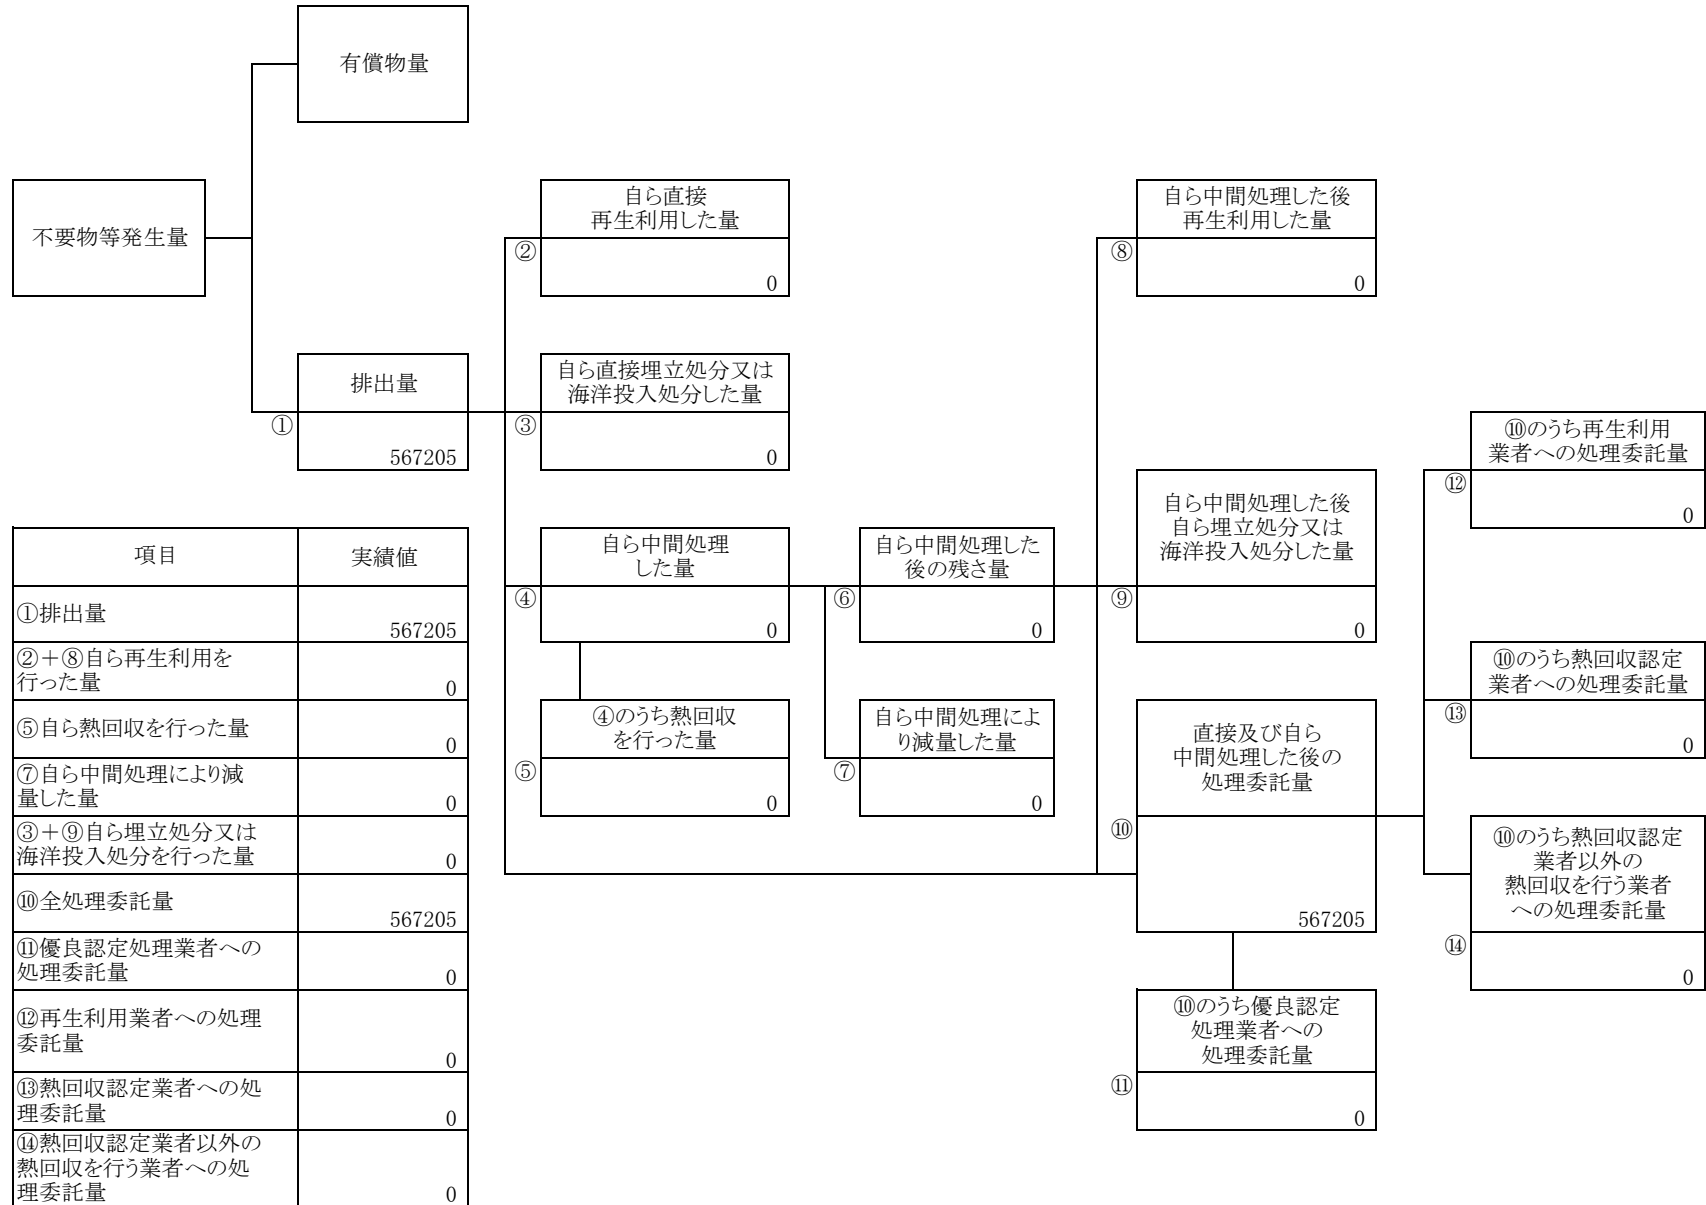 有償物量
不要物等発生量
自ら直接
再生利用した量
②
0
自ら中間処理した後
再生利用した量
⑧
0
排出量
①
567205
自ら直接埋立処分又は
海洋投入処分した量
③
0
⑩のうち再生利用
業者への処理委託量
⑫
0
自ら中間処理した後
自ら埋立処分又は
海洋投入処分した量
⑨
0
自ら中間処理
した量
④
0
自ら中間処理した
後の残さ量
⑥
0
⑩のうち熱回収認定
業者への処理委託量
⑬
0
④のうち熱回収
を行った量
⑤
0
自ら中間処理によ
り減量した量
⑦
0
直接及び自ら
中間処理した後の
処理委託量
⑩
567205
⑩のうち熱回収認定
業者以外の
熱回収を行う業者
への処理委託量
⑭
0
⑩のうち優良認定
処理業者への
処理委託量
⑪
0
項目 実績値
①排出量
567205
②+⑧自ら再生利用を
行った量 0
⑤自ら熱回収を行った量
0
⑦自ら中間処理により減
量した量 0
③+⑨自ら埋立処分又は
海洋投入処分を行った量 0
⑩全処理委託量
567205
⑪優良認定処理業者への
処理委託量 0
⑫再生利用業者への処理
委託量 0
⑬熱回収認定業者への処
理委託量 0
⑭熱回収認定業者以外の
熱回収を行う業者への処
理委託量 0